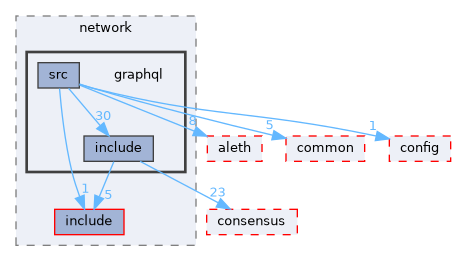 network
src
graphql
30
8
5
1
include
aleth
common
config
1
5
23
include
consensus